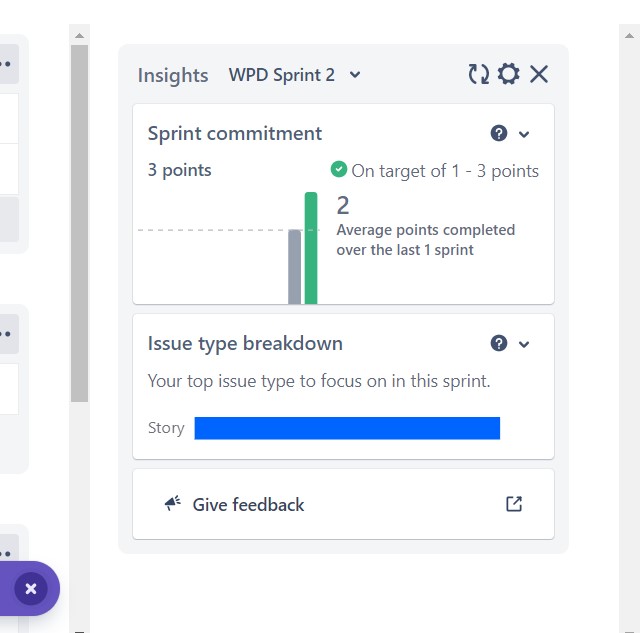 Insights WPD Sprint 2
Sprint commitment
3 points
On target of 1 - 3 points
2
Average points completed
over the last 1 sprint
Issue type breakdown
Your top issue type to focus on in this sprint.
Story
Give feedback